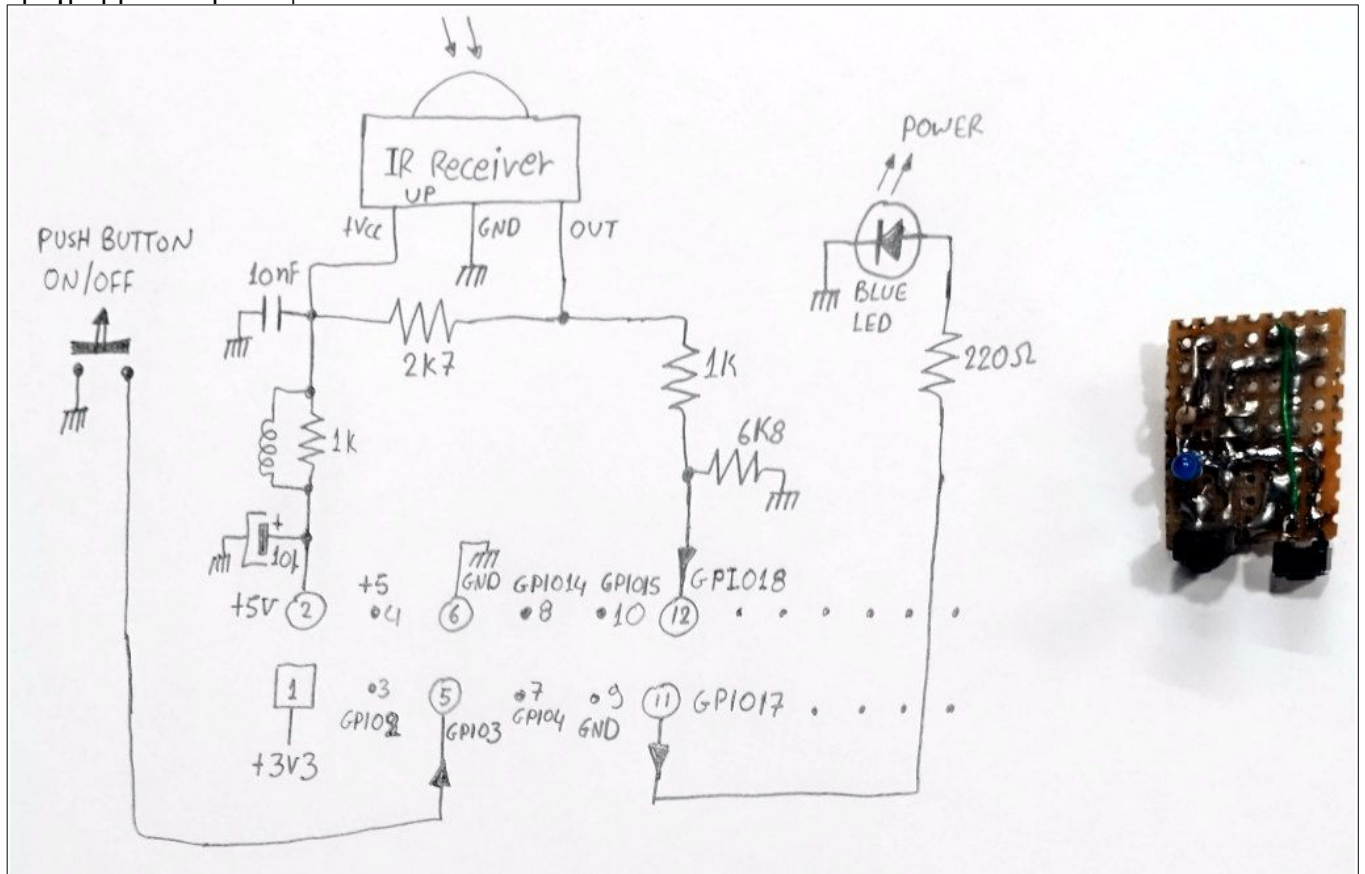 POWER
IR Receiver
UP
+Vcc
GND
OUT
PUSH BUTTON
ON/OFF
10nF
BLUE
LED
2K7
1K
220Ω
1K
6K8
+
10µ
+5V
2
+5
4
GND
6
GPIO14
8
GPIO15
10
GPIO18
12
1
+3V3
3
GPIO2
5
GPIO3
7
GPIO4
9
GND
11
GPIO17